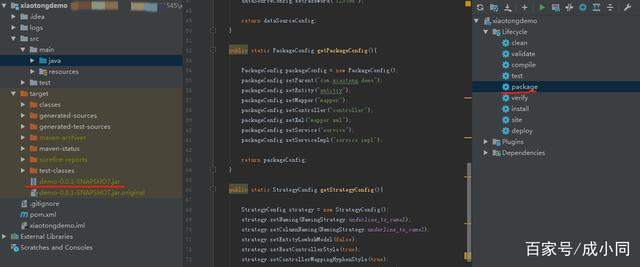 xiaotongdemo
.idea
logs
src
main
java
resources
test
target
classes
generated-sources
generated-test-sources
maven-archiver
maven-status
surefire-reports
test-classes
demo-0.0.1-SNAPSHOT.jar
demo-0.0.1-SNAPSHOT.jar.original
.gitignore
pom.xml
xiaotongdemo.iml
External Libraries
Scratches and Consoles
return dataSourceConfig;
public static PackageConfig getPackageConfig(){
PackageConfig packageConfig = new PackageConfig();
packageConfig.setParent("com.xiaotong.demo");
packageConfig.setEntity("entitiy");
packageConfig.setMapper("mapper");
packageConfig.setController("controller");
packageConfig.setXml("mapper.xml");
packageConfig.setService("service");
packageConfig.setServiceImpl("service.impl");
return packageConfig;
public static StrategyConfig getStrategyConfig(){
StrategyConfig strategy = new StrategyConfig();
strategy.setNaming(NamingStrategy.underline_to_camel);
strategy.setColumnNaming(NamingStrategy.underline_to_camel);
strategy.setEntityLombokModel(false);
strategy.setRestControllerStyle(true);
strategy.setControllerMappingHyphenStyle(true);
xiaotongdemo
Lifecycle
clean
validate
compile
test
package
verify
install
site
deploy
Plugins
Dependencies
百家号/成小同